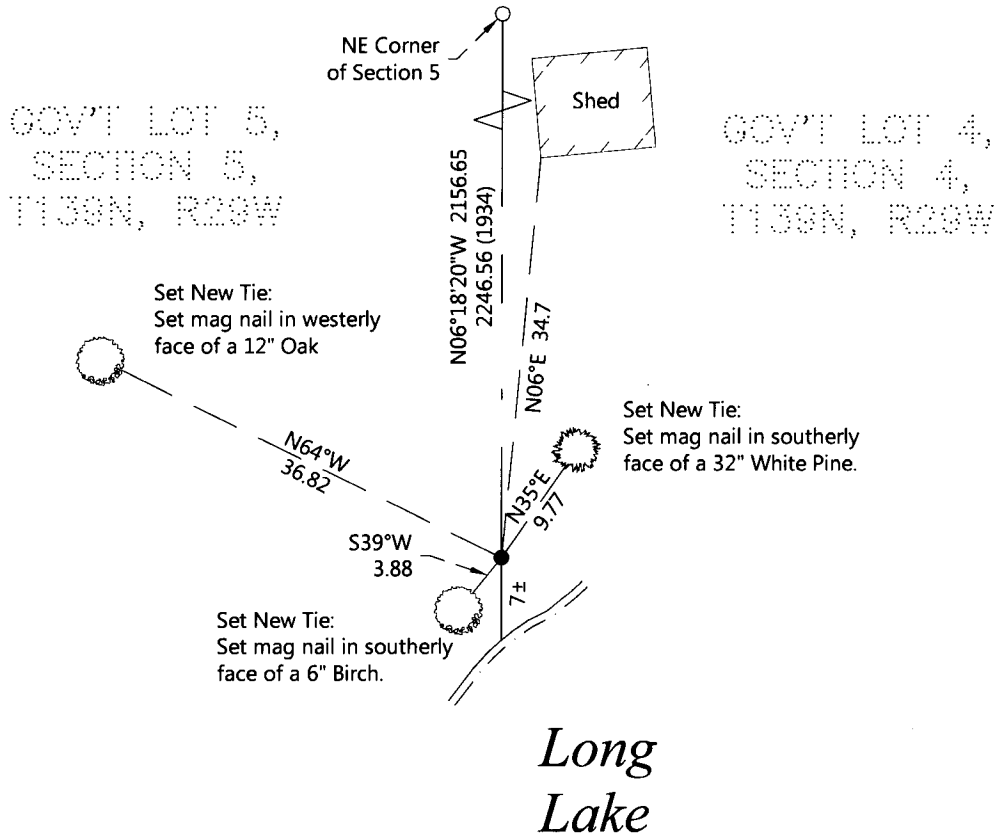 NE Corner
of Section 5
Shed
GOV'T LOT 5,
SECTION 5,
T139N, R29W
GOV'T LOT 4,
SECTION 4,
T139N, R29W
N06°18'20"W 2156.65
2246.56 (1934)
Set New Tie:
Set mag nail in westerly
face of a 12" Oak
N06°E 34.7
Set New Tie:
Set mag nail in southerly
face of a 32" White Pine.
N64°W
36.82
N35°E
9.77
S39°W
3.88
7±
Set New Tie:
Set mag nail in southerly
face of a 6" Birch.
Long
Lake